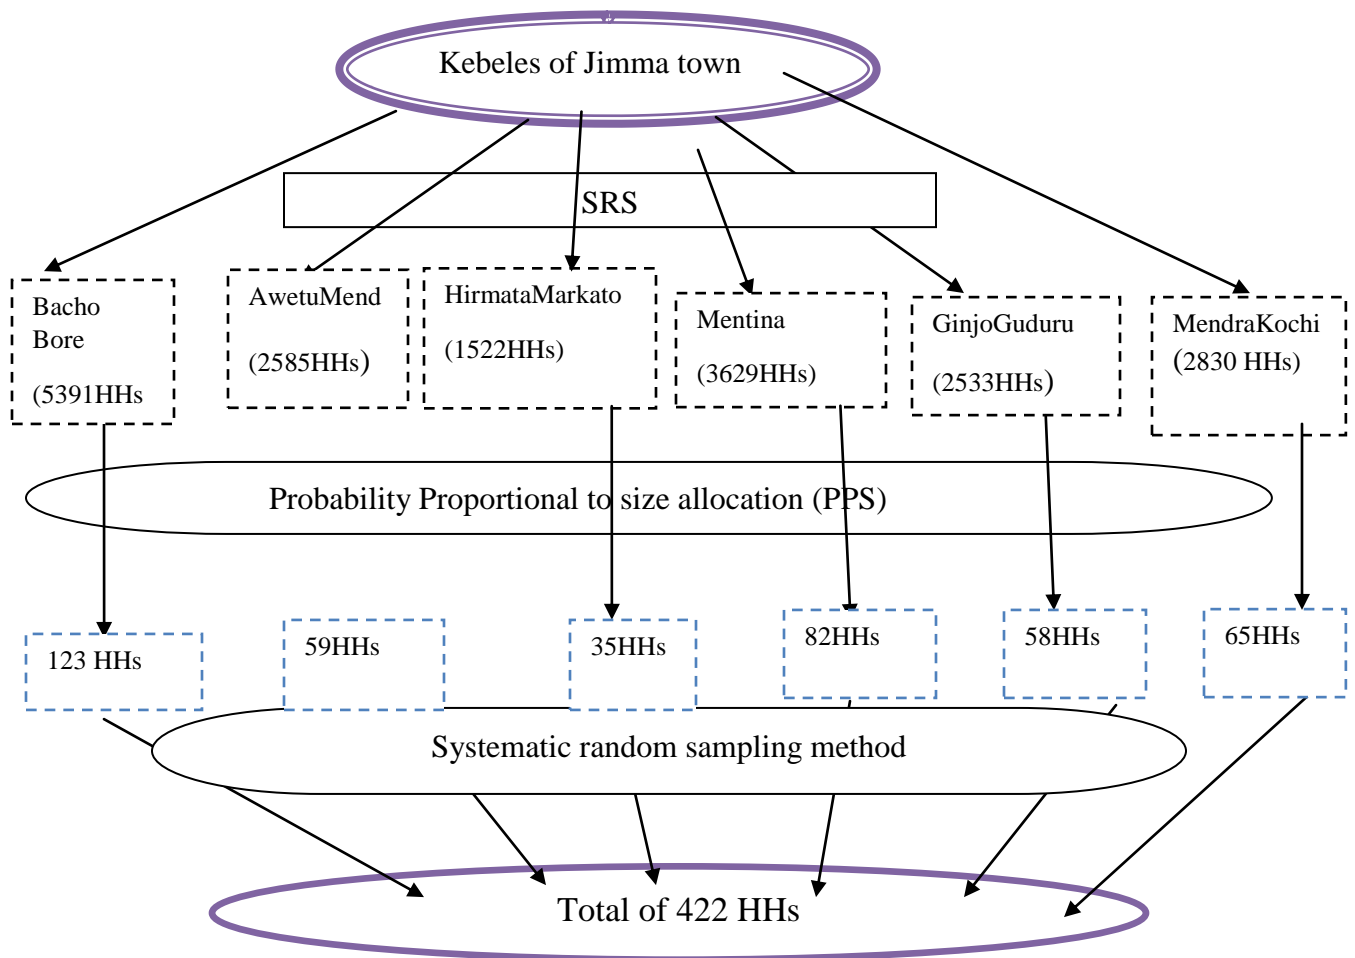 Kebeles of Jimma town
SRS
Bacho
Bore
(5391HHs
AwetuMend
(2585HHs)
HirmataMarkato
(1522HHs)
Mentina
(3629HHs)
GinjoGuduru
(2533HHs)
MendraKochi
(2830 HHs)
Probability Proportional to size allocation (PPS)
123 HHs
59HHs
35HHs
82HHs
58HHs
65HHs
Systematic random sampling method
Total of 422 HHs